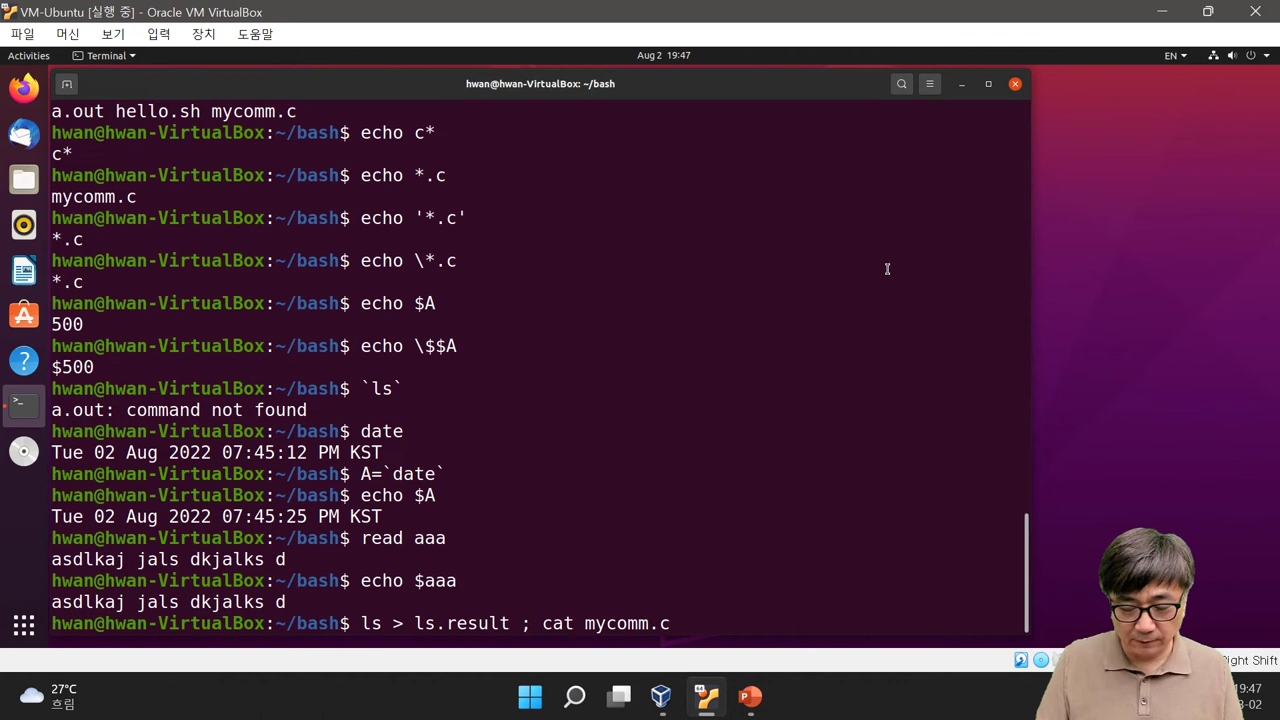 VM-Ubuntu [실행 중] - Oracle VM VirtualBox
파일 머신 보기 입력 장치 도움말
Activities Terminal Aug 2 19:47 EN
hwan@hwan-VirtualBox: ~/bash
a.out hello.sh mycomm.c
hwan@hwan-VirtualBox:~/bash$ echo c*
c*
hwan@hwan-VirtualBox:~/bash$ echo *.c
mycomm.c
hwan@hwan-VirtualBox:~/bash$ echo '*.c'
*.c
hwan@hwan-VirtualBox:~/bash$ echo \*.c
*.c
hwan@hwan-VirtualBox:~/bash$ echo $A
500
hwan@hwan-VirtualBox:~/bash$ echo \$$A
$500
hwan@hwan-VirtualBox:~/bash$ `ls`
a.out: command not found
hwan@hwan-VirtualBox:~/bash$ date
Tue 02 Aug 2022 07:45:12 PM KST
hwan@hwan-VirtualBox:~/bash$ A=`date`
hwan@hwan-VirtualBox:~/bash$ echo $A
Tue 02 Aug 2022 07:45:25 PM KST
hwan@hwan-VirtualBox:~/bash$ read aaa
asdlkaj jals dkjalks d
hwan@hwan-VirtualBox:~/bash$ echo $aaa
asdlkaj jals dkjalks d
hwan@hwan-VirtualBox:~/bash$ ls > ls.result ; cat mycomm.c
Right Shift
27°C
흐림
19:47
-02